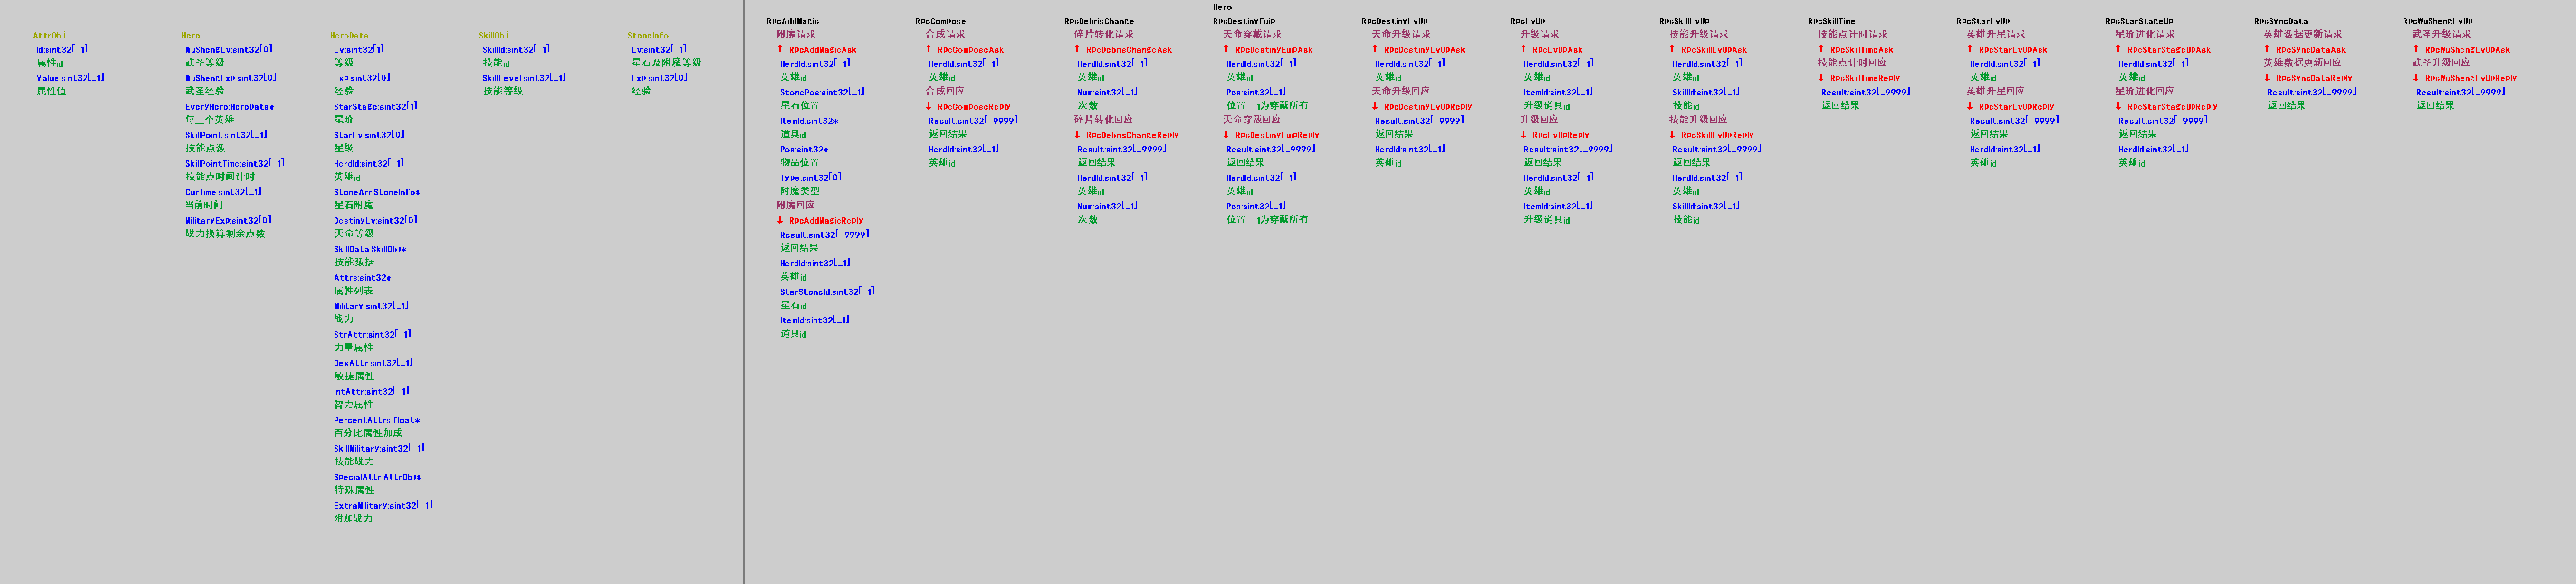 AttrObj
Id:sint32[-1]
属性id
Value:sint32[-1]
属性值
Hero
WuShengLv:sint32[0]
武圣等级
WuShengExp:sint32[0]
武圣经验
EveryHero:HeroData*
每一个英雄
SkillPoint:sint32[-1]
技能点数
SkillPointTime:sint32[-1]
技能点时间计时
CurTime:sint32[-1]
当前时间
MilitaryExp:sint32[0]
战力换算剩余点数
HeroData
Lv:sint32[1]
等级
Exp:sint32[0]
经验
StarStage:sint32[1]
星阶
StarLv:sint32[0]
星级
HerdId:sint32[-1]
英雄id
StoneArr:StoneInfo*
星石附魔
DestinyLv:sint32[0]
天命等级
SkillData:SkillObj*
技能数据
Attrs:sint32*
属性列表
Military:sint32[-1]
战力
StrAttr:sint32[-1]
力量属性
DexAttr:sint32[-1]
敏捷属性
IntAttr:sint32[-1]
智力属性
PercentAttrs:float*
百分比属性加成
SkillMilitary:sint32[-1]
技能战力
SpecialAttr:AttrObj*
特殊属性
ExtraMilitary:sint32[-1]
附加战力
SkillObj
SkillId:sint32[-1]
技能id
SkillLevel:sint32[-1]
技能等级
StoneInfo
Lv:sint32[-1]
星石及附魔等级
Exp:sint32[0]
经验
Hero
RpcAddMagic
附魔请求
↑ RpcAddMagicAsk
HerdId:sint32[-1]
英雄id
StonePos:sint32[-1]
星石位置
ItemId:sint32*
道具id
Pos:sint32*
物品位置
Type:sint32[0]
附魔类型
附魔回应
↓ RpcAddMagicReply
Result:sint32[-9999]
返回结果
HerdId:sint32[-1]
英雄id
StarStoneId:sint32[-1]
星石id
ItemId:sint32[-1]
道具id
RpcCompose
合成请求
↑ RpcComposeAsk
HerdId:sint32[-1]
英雄id
合成回应
↓ RpcComposeReply
Result:sint32[-9999]
返回结果
HerdId:sint32[-1]
英雄id
RpcDebrisChange
碎片转化请求
↑ RpcDebrisChangeAsk
HerdId:sint32[-1]
英雄id
Num:sint32[-1]
次数
碎片转化回应
↓ RpcDebrisChangeReply
Result:sint32[-9999]
返回结果
HerdId:sint32[-1]
英雄id
Num:sint32[-1]
次数
RpcDestinyEuip
天命穿戴请求
↑ RpcDestinyEuipAsk
HerdId:sint32[-1]
英雄id
Pos:sint32[-1]
位置 -1为穿戴所有
天命穿戴回应
↓ RpcDestinyEuipReply
Result:sint32[-9999]
返回结果
HerdId:sint32[-1]
英雄id
Pos:sint32[-1]
位置 -1为穿戴所有
RpcDestinyLvUp
天命升级请求
↑ RpcDestinyLvUpAsk
HerdId:sint32[-1]
英雄id
天命升级回应
↓ RpcDestinyLvUpReply
Result:sint32[-9999]
返回结果
HerdId:sint32[-1]
英雄id
RpcLvUp
升级请求
↑ RpcLvUpAsk
HerdId:sint32[-1]
英雄id
ItemId:sint32[-1]
升级道具id
升级回应
↓ RpcLvUpReply
Result:sint32[-9999]
返回结果
HerdId:sint32[-1]
英雄id
ItemId:sint32[-1]
升级道具id
RpcSkillLvUp
技能升级请求
↑ RpcSkillLvUpAsk
HerdId:sint32[-1]
英雄id
SkillId:sint32[-1]
技能id
技能升级回应
↓ RpcSkillLvUpReply
Result:sint32[-9999]
返回结果
HerdId:sint32[-1]
英雄id
SkillId:sint32[-1]
技能id
RpcSkillTime
技能点计时请求
↑ RpcSkillTimeAsk
技能点计时回应
↓ RpcSkillTimeReply
Result:sint32[-9999]
返回结果
RpcStarLvUp
英雄升星请求
↑ RpcStarLvUpAsk
HerdId:sint32[-1]
英雄id
英雄升星回应
↓ RpcStarLvUpReply
Result:sint32[-9999]
返回结果
HerdId:sint32[-1]
英雄id
RpcStarStageUp
星阶进化请求
↑ RpcStarStageUpAsk
HerdId:sint32[-1]
英雄id
星阶进化回应
↓ RpcStarStageUpReply
Result:sint32[-9999]
返回结果
HerdId:sint32[-1]
英雄id
RpcSyncData
英雄数据更新请求
↑ RpcSyncDataAsk
英雄数据更新回应
↓ RpcSyncDataReply
Result:sint32[-9999]
返回结果
RpcWuShengLvUp
武圣升级请求
↑ RpcWuShengLvUpAsk
武圣升级回应
↓ RpcWuShengLvUpReply
Result:sint32[-9999]
返回结果